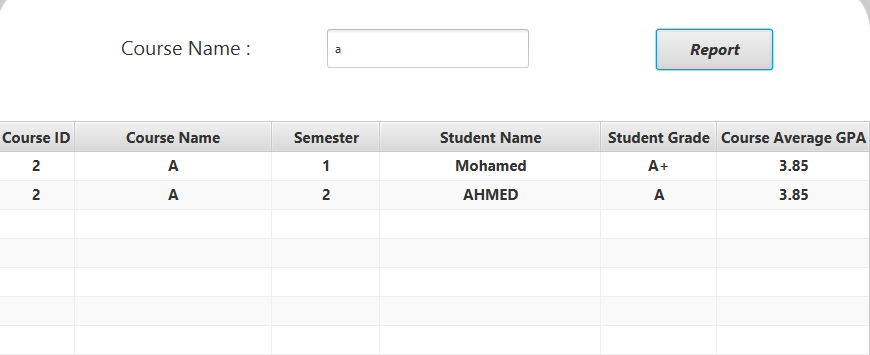 Course Name : a Report
Course ID Course Name Semester Student Name Student Grade Course Average GPA
2 A 1 Mohamed A+ 3.85
2 A 2 AHMED A 3.85